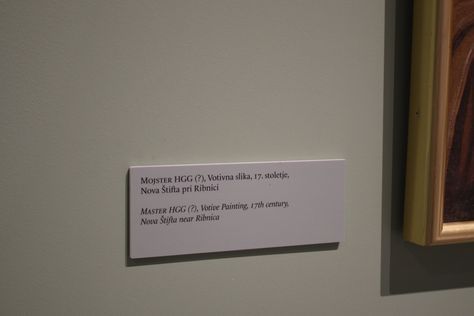 Mojster HGG (?), Votivna slika, 17. stoletje,
Nova Štifta pri Ribnici
Master HGG (?), Votive Painting, 17th century,
Nova Štifta near Ribnica